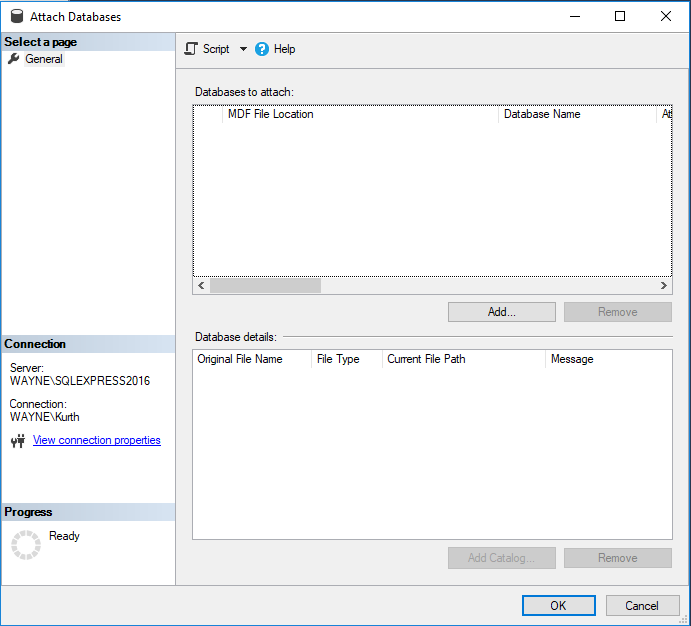 Attach Databases
Select a page
General
Script
Help
Databases to attach:
MDF File Location
Database Name
Add...
Remove
Database details:
Original File Name
File Type
Current File Path
Message
Add Catalog...
Remove
Connection
Server:
WAYNE\SQLEXPRESS2016
Connection:
WAYNE\Kurth
View connection properties
Progress
Ready
OK
Cancel